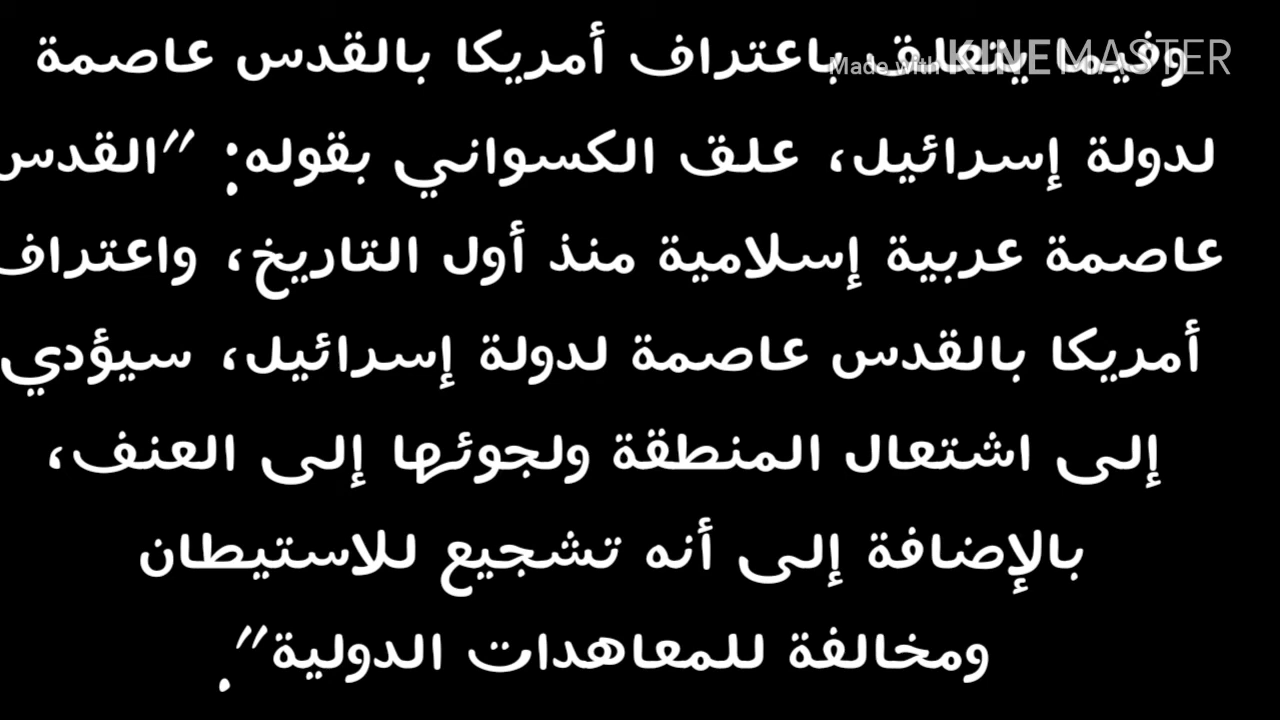 وفيما يتعلق باعتراف أمريكا بالقدس عاصمة
لدولة إسرائيل، علق الكسواني بقوله: "القدس
عاصمة عربية إسلامية منذ أول التاريخ، واعتراف
أمريكا بالقدس عاصمة لدولة إسرائيل، سيؤدي
إلى اشتعال المنطقة ولجوئها إلى العنف،
بالإضافة إلى أنه تشجيع للاستيطان
ومخالفة للمعاهدات الدولية".
Made with KINEMASTER